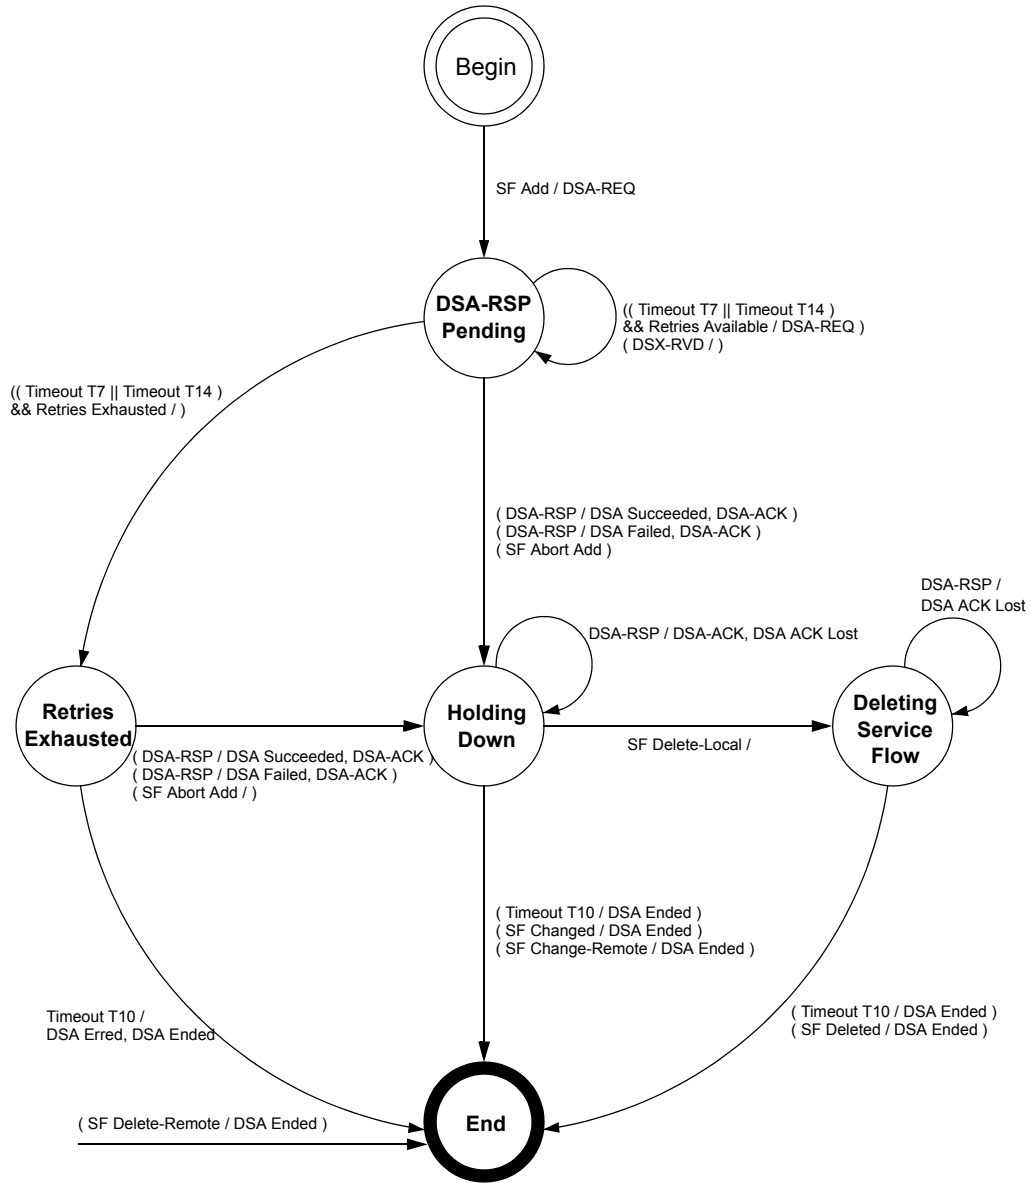 Begin
SF Add / DSA-REQ
DSA-RSP
Pending
(( Timeout T7 || Timeout T14 )
&& Retries Available / DSA-REQ )
( DSX-RVD / )
(( Timeout T7 || Timeout T14 )
&& Retries Exhausted / )
( DSA-RSP / DSA Succeeded, DSA-ACK )
( DSA-RSP / DSA Failed, DSA-ACK )
( SF Abort Add )
DSA-RSP /
DSA ACK Lost
DSA-RSP / DSA-ACK, DSA ACK Lost
Retries
Exhausted
Holding
Down
Deleting
Service
Flow
( DSA-RSP / DSA Succeeded, DSA-ACK )
( DSA-RSP / DSA Failed, DSA-ACK )
( SF Abort Add / )
SF Delete-Local /
( Timeout T10 / DSA Ended )
( SF Changed / DSA Ended )
( SF Change-Remote / DSA Ended )
Timeout T10 /
DSA Erred, DSA Ended
( Timeout T10 / DSA Ended )
( SF Deleted / DSA Ended )
( SF Delete-Remote / DSA Ended )
End